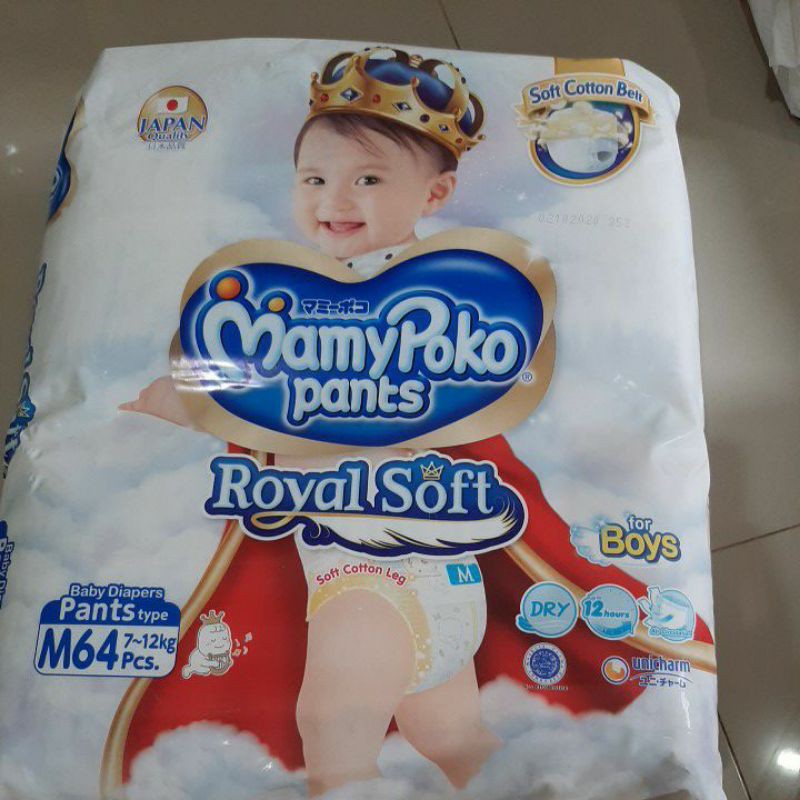 JAPAN
Quality
日本品質
Soft Cotton Belt
02102020 252
マミーポコ
MamyPoko®
pants
Royal Soft
for
Boys
Soft Cotton Leg
M
Baby Diapers
Pants type
M64 7~12kg
Pcs.
DRY
12 hours
unicharm
ユニ・チャーム